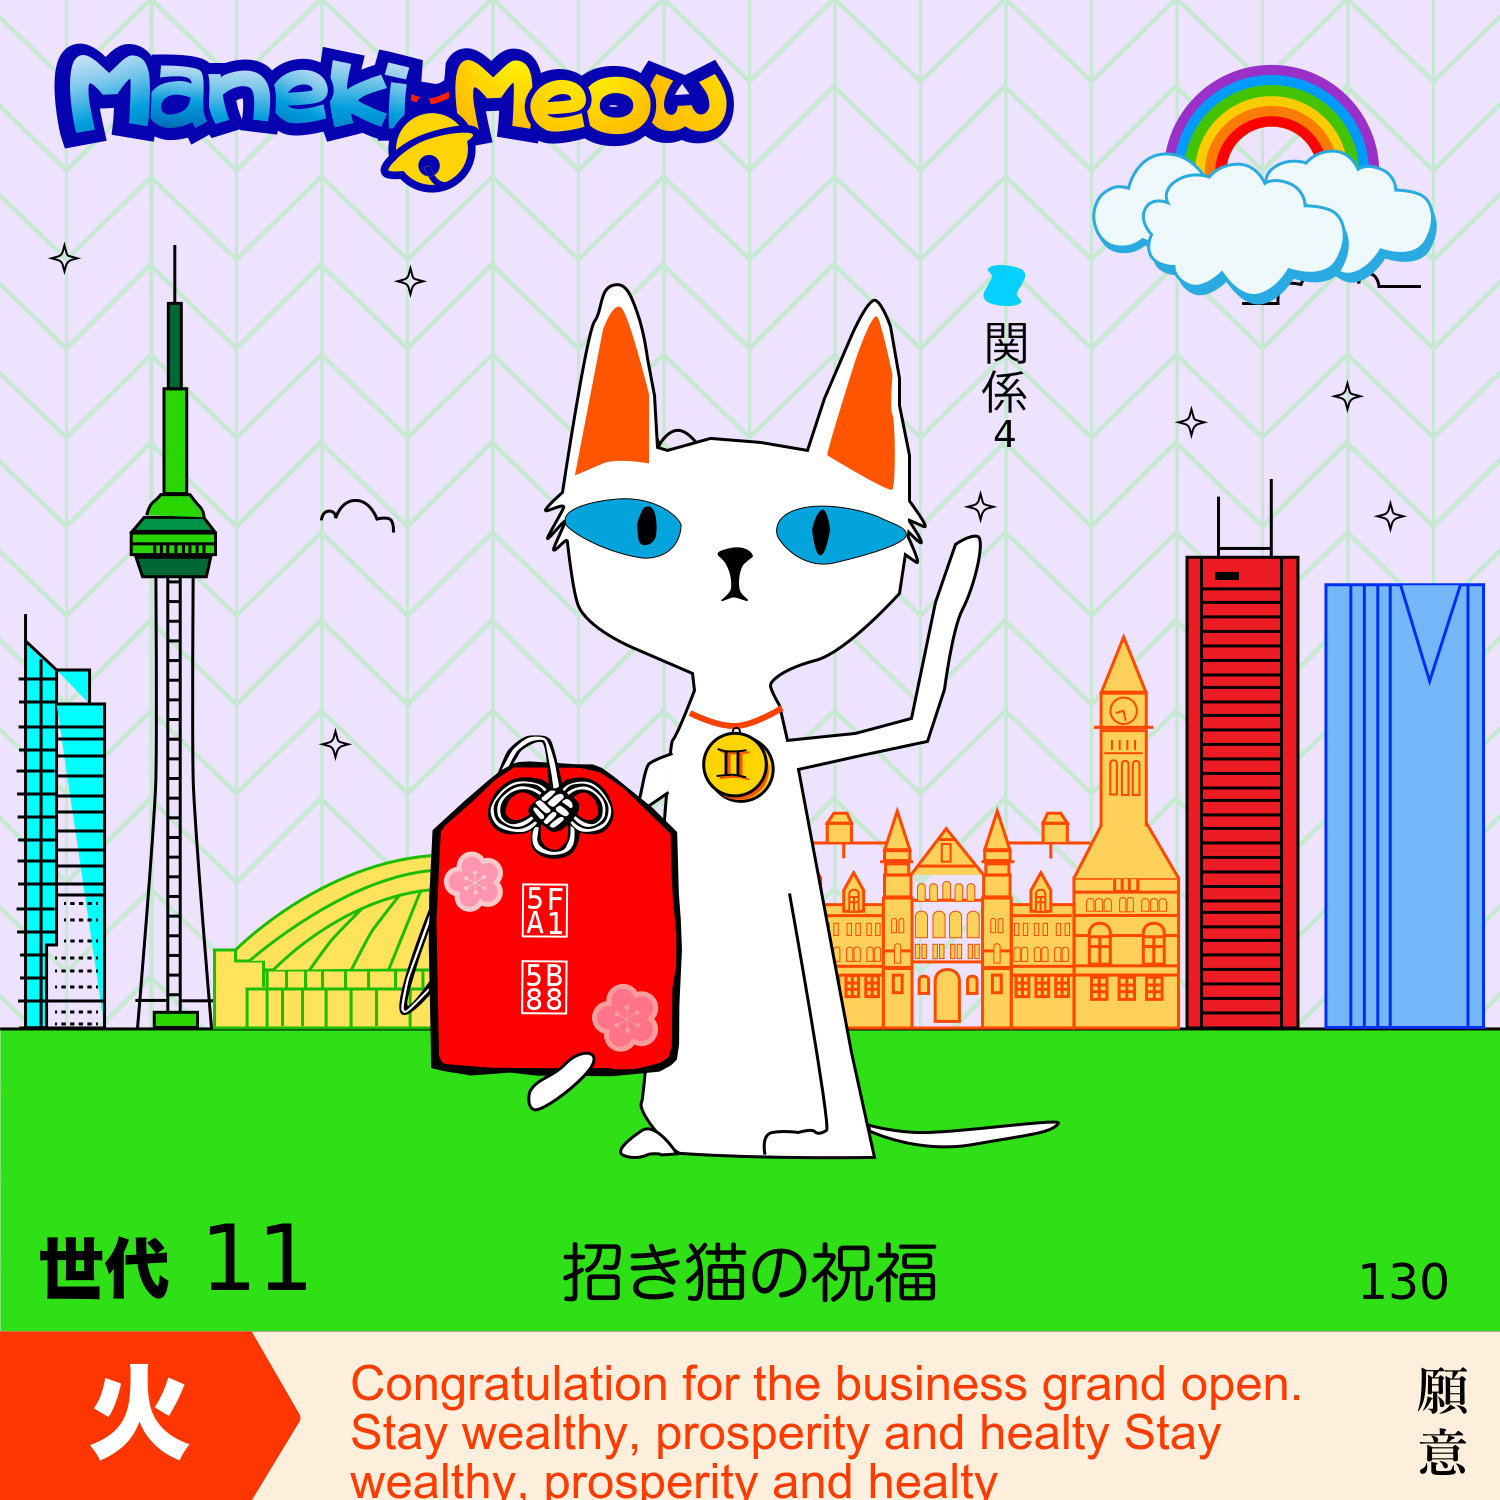 Maneki-Meow
関
係
4
♊
5F
A1
5B
88
世代 11
招き猫の祝福
130
火
Congratulation for the business grand open.
Stay wealthy, prosperity and healty Stay
wealthy, prosperity and healty
願
意